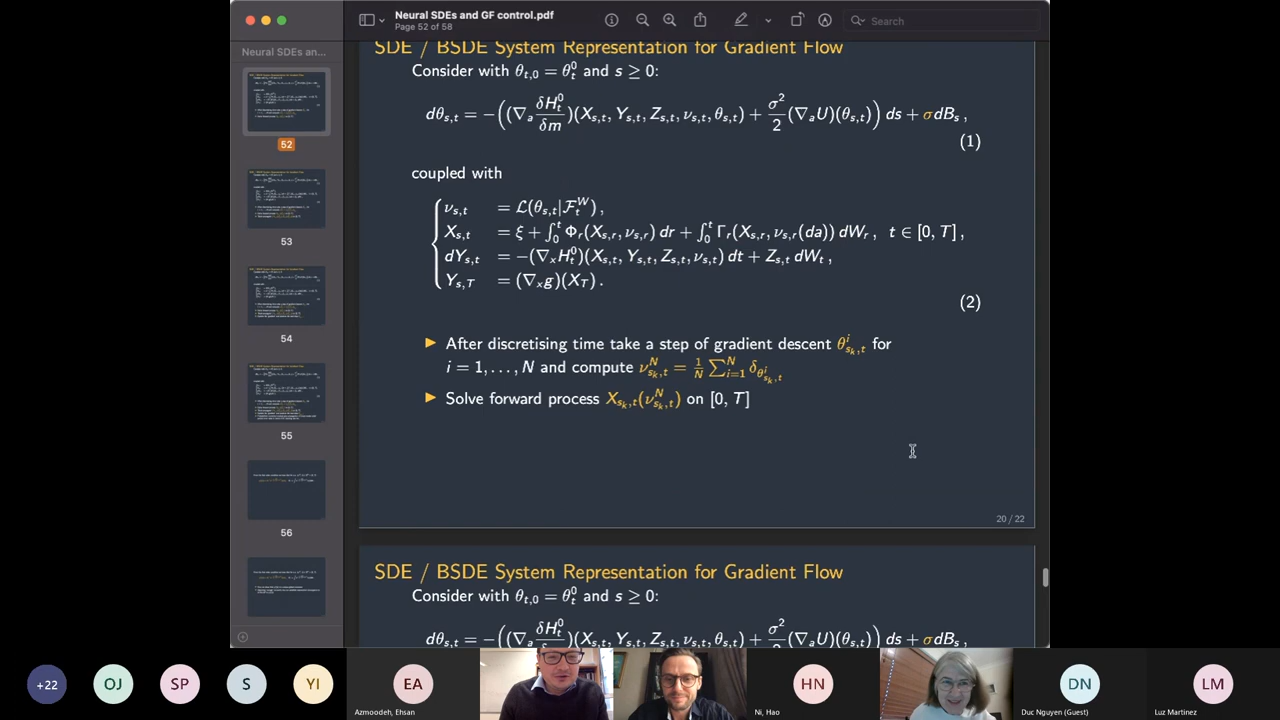 Neural SDEs and GF control.pdf
Page 52 of 58
Search
Neural SDEs an...
52
53
54
55
56
SDE / BSDE System Representation for Gradient Flow
Consider with θ_{t,0} = θ_t^0 and s ≥ 0:
dθ_{s,t} = −((∇_a δH_t^0/δm)(X_{s,t}, Y_{s,t}, Z_{s,t}, ν_{s,t}, θ_{s,t}) + σ²/2 (∇_a U)(θ_{s,t})) ds + σdB_s ,
(1)
coupled with
ν_{s,t} = ℒ(θ_{s,t}|ℱ_t^W) ,
X_{s,t} = ξ + ∫_0^t Φ_r(X_{s,r}, ν_{s,r}) dr + ∫_0^t Γ_r(X_{s,r}, ν_{s,r}(da)) dW_r , t ∈ [0, T] ,
dY_{s,t} = −(∇_x H_t^0)(X_{s,t}, Y_{s,t}, Z_{s,t}, ν_{s,t}) dt + Z_{s,t} dW_t ,
Y_{s,T} = (∇_x g)(X_T) .
(2)
► After discretising time take a step of gradient descent θ^i_{s_k,t} for
i = 1, . . . , N and compute ν^N_{s_k,t} = 1/N ∑_{i=1}^N δ_{θ^i_{s_k,t}}
► Solve forward process X_{s_k,t}(ν^N_{s_k,t}) on [0, T]
20 / 22
SDE / BSDE System Representation for Gradient Flow
Consider with θ_{t,0} = θ_t^0 and s ≥ 0:
+22
OJ
SP
S
YI
EA
HN
DN
LM
Azmoodeh, Ehsan
Ni, Hao
Duc Nguyen (Guest)
Luz Martinez